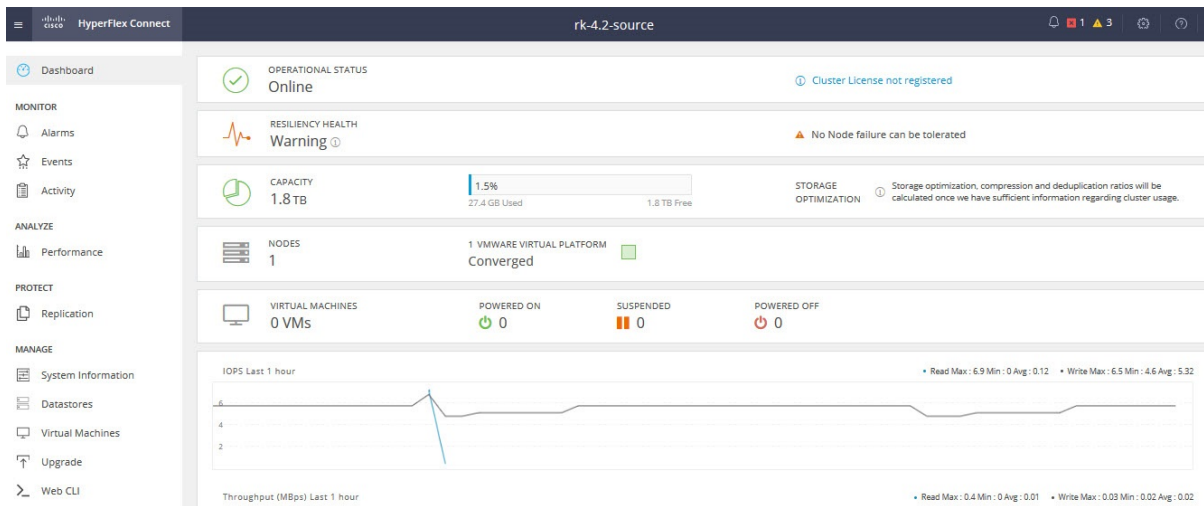 cisco HyperFlex Connect rk-4.2-source 1 3
Dashboard
MONITOR
Alarms
Events
Activity
ANALYZE
Performance
PROTECT
Replication
MANAGE
System Information
Datastores
Virtual Machines
Upgrade
Web CLI
OPERATIONAL STATUS
Online
Cluster License not registered
RESILIENCY HEALTH
Warning
No Node failure can be tolerated
CAPACITY
1.8 TB
1.5%
27.4 GB Used 1.8 TB Free
STORAGE
OPTIMIZATION
Storage optimization, compression and deduplication ratios will be
calculated once we have sufficient information regarding cluster usage.
NODES
1
1 VMWARE VIRTUAL PLATFORM
Converged
VIRTUAL MACHINES
0 VMs
POWERED ON
0
SUSPENDED
0
POWERED OFF
0
IOPS Last 1 hour
• Read Max : 6.9 Min : 0 Avg : 0.12 • Write Max : 6.5 Min : 4.6 Avg : 5.32
6
4
2
Throughput (MBps) Last 1 hour
• Read Max : 0.4 Min : 0 Avg : 0.01 • Write Max : 0.03 Min : 0.02 Avg : 0.02